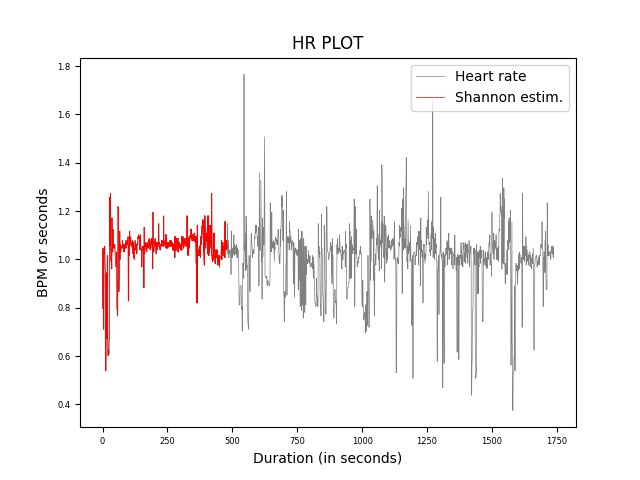 HR PLOT
Heart rate
Shannon estim.
BPM or seconds
1.8
1.6
1.4
1.2
1.0
0.8
0.6
0.4
0 250 500 750 1000 1250 1500 1750
Duration (in seconds)